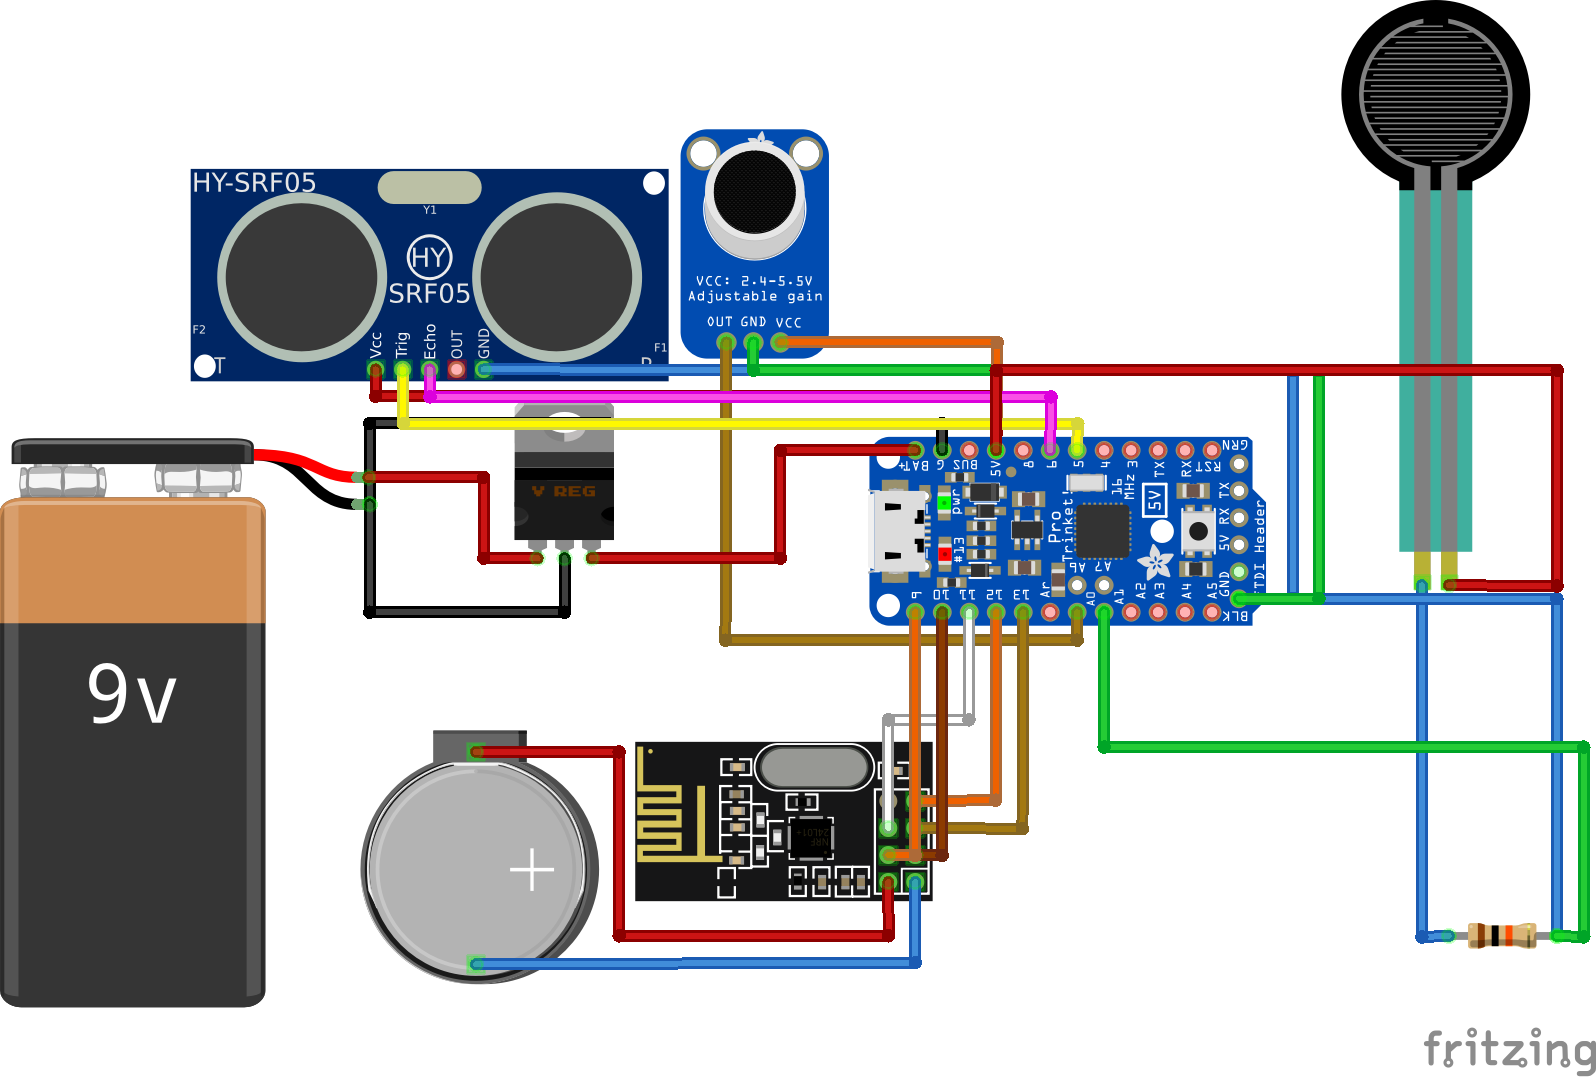 HY-SRF05
Y1
HY
SRF05
F2
F1
T
R
Vcc
Trig
Echo
OUT
GND
VCC: 2.4-5.5V
Adjustable gain
OUT GND VCC
V REG
9v
BAT+
G
BUS
5V
8
6
5
4
3
TX
RX
RST
GRN
TX
RX
5V
GND
BLK
FTDI Header
pwr
#13
Pro
Trinket!
16
MHz
5V
A6
A7
9
10
11
12
13
Ar
A0
A1
A2
A3
A4
A5
NRF
24L01+
fritzing